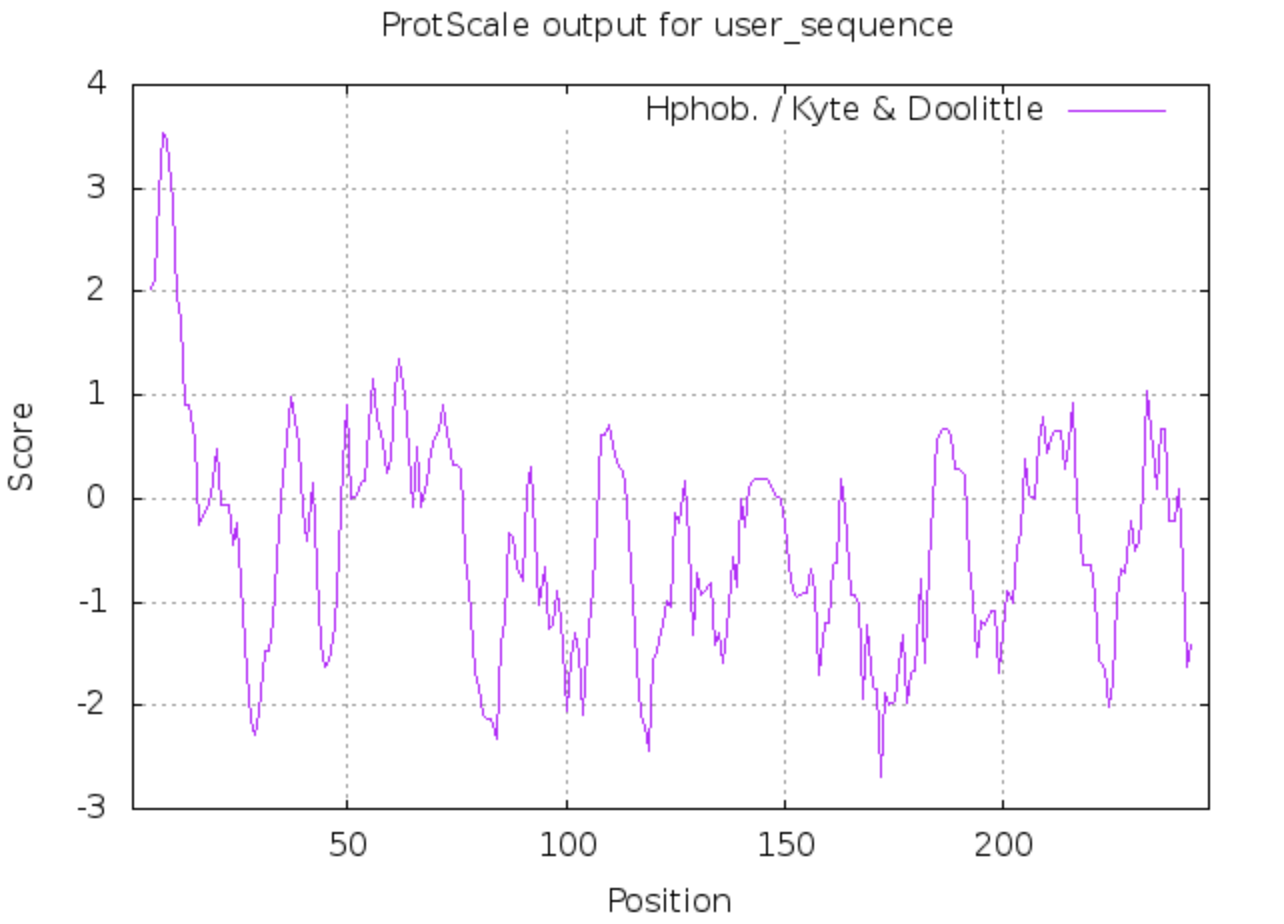 ProtScale output for user_sequence
Hphob. / Kyte & Doolittle
4
3
2
1
0
-1
-2
-3
Score
50 100 150 200
Position